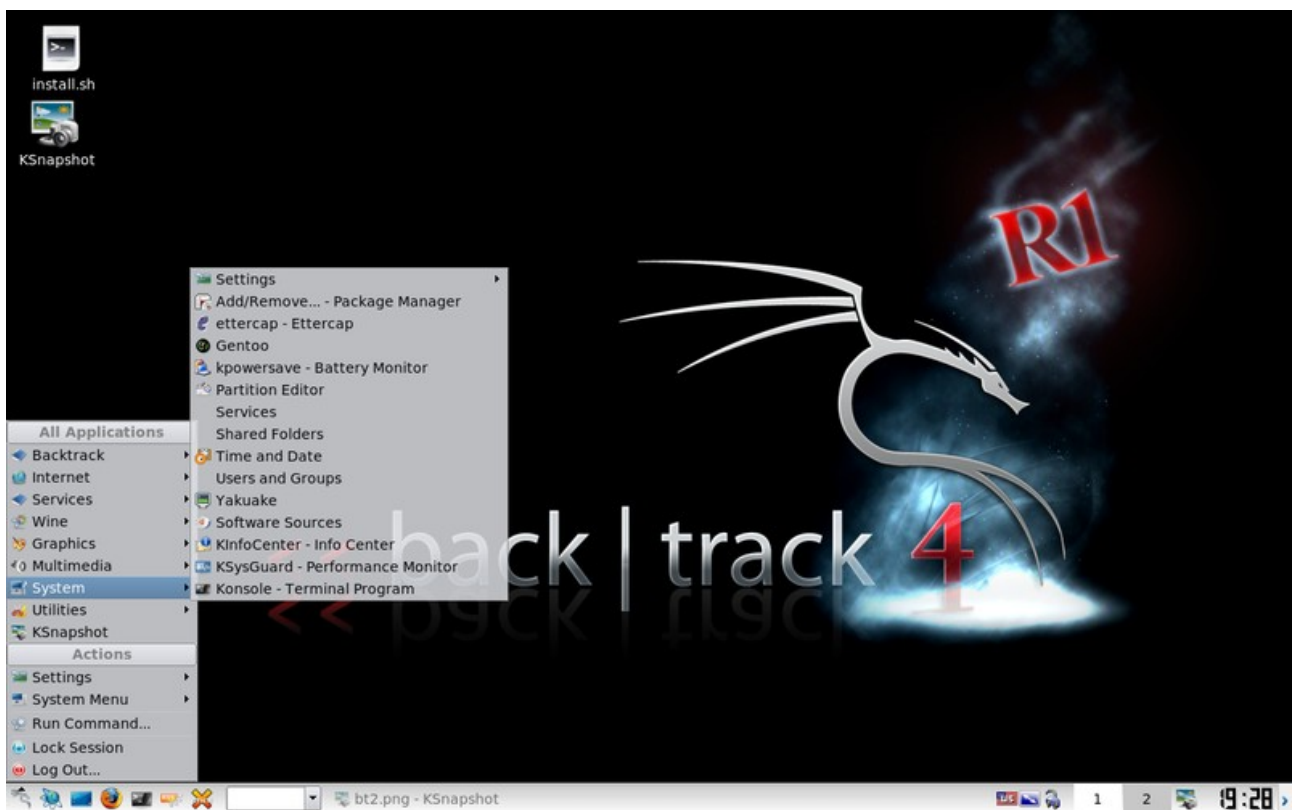 install.sh
KSnapshot
R1
Settings
Add/Remove... - Package Manager
ettercap - Ettercap
Gentoo
kpowersave - Battery Monitor
Partition Editor
Services
Shared Folders
Time and Date
Users and Groups
Yakuake
Software Sources
KInfoCenter - Info Center
KSysGuard - Performance Monitor
Konsole - Terminal Program
All Applications
Backtrack
Internet
Services
Wine
Graphics
Multimedia
System
Utilities
KSnapshot
Actions
Settings
System Menu
Run Command...
Lock Session
Log Out...
<< back | track 4
bt2.png - KSnapshot
US
1
2
19:28